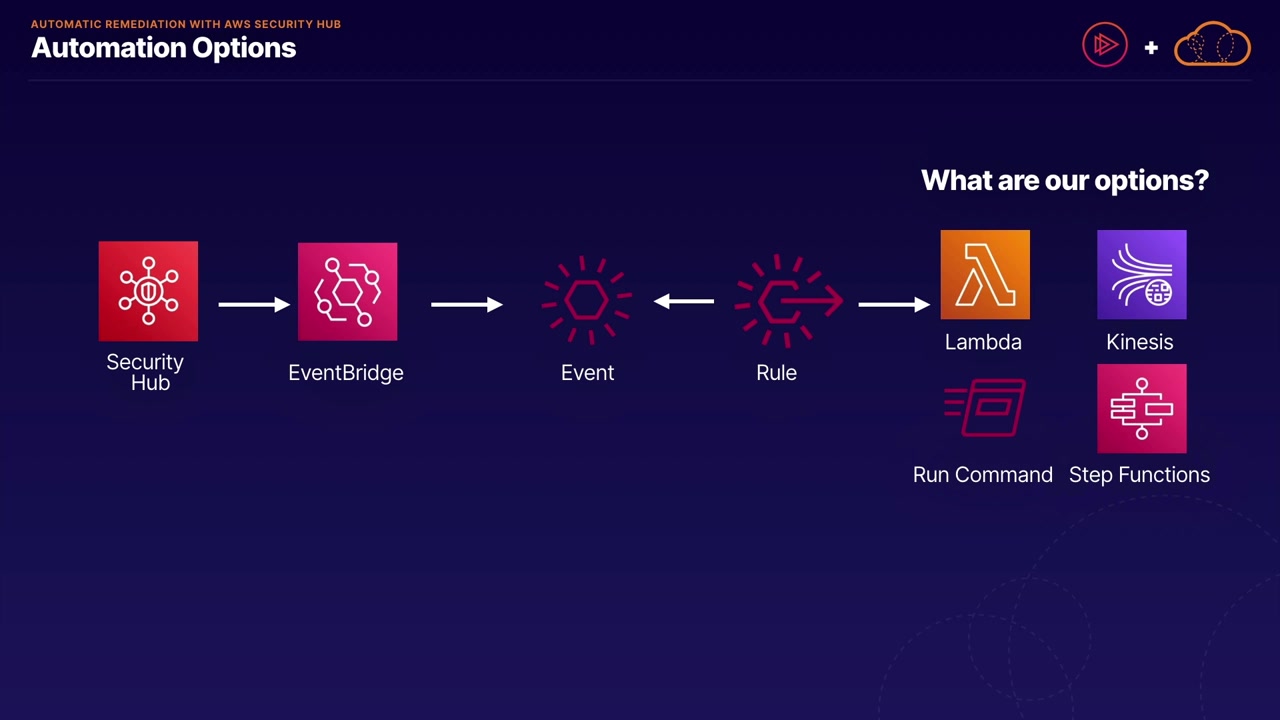 AUTOMATIC REMEDIATION WITH AWS SECURITY HUB
Automation Options
What are our options?
Security
Hub
EventBridge
Event
Rule
Lambda
Kinesis
Run Command
Step Functions